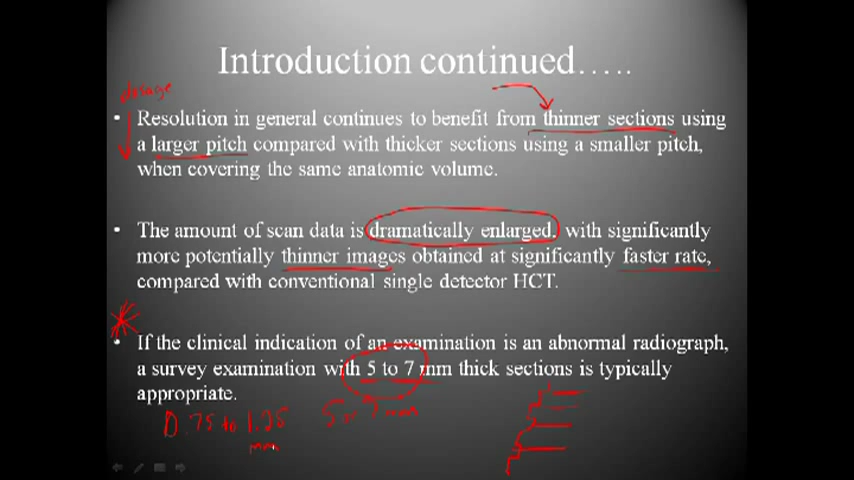 Introduction continued…..
dosage
• Resolution in general continues to benefit from thinner sections using
a larger pitch compared with thicker sections using a smaller pitch,
when covering the same anatomic volume.
• The amount of scan data is dramatically enlarged, with significantly
more potentially thinner images obtained at significantly faster rate,
compared with conventional single detector HCT.
• If the clinical indication of an examination is an abnormal radiograph,
a survey examination with 5 to 7 mm thick sections is typically
appropriate.
0.75 to 1.25 5 7 mm
mm